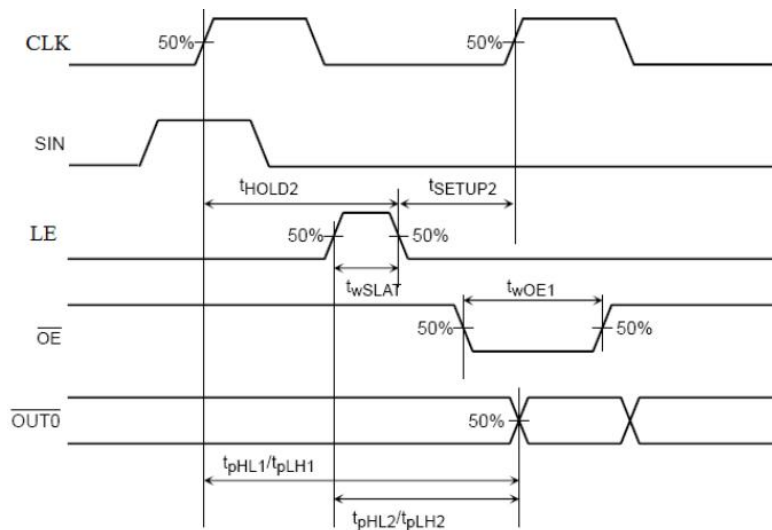 CLK 50% 50%
SIN
tHOLD2 tSETUP2
LE 50% 50%
twSLAT twOE1
OE 50% 50%
OUT0 50%
tpHL1/tpLH1
tpHL2/tpLH2